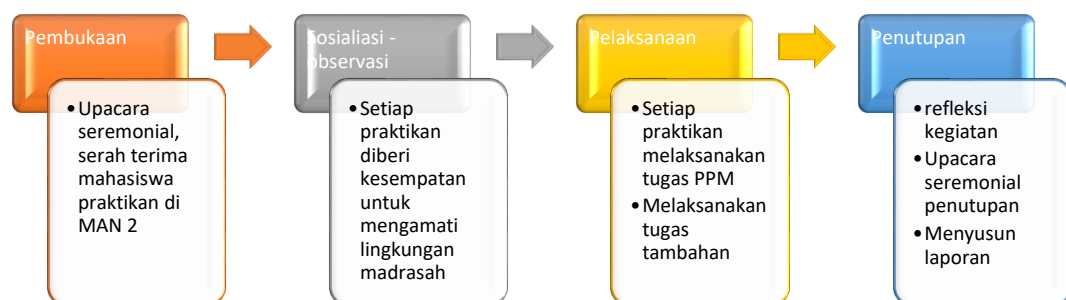 Pembukaan
• Upacara
seremonial,
serah terima
mahasiswa
praktikan di
MAN 2
Sosialiasi -
observasi
• Setiap
praktikan
diberi
kesempatan
untuk
mengamati
lingkungan
madrasah
Pelaksanaan
• Setiap
praktikan
melaksanakan
tugas PPM
• Melaksanakan
tugas
tambahan
Penutupan
• refleksi
kegiatan
• Upacara
seremonial
penutupan
• Menyusun
laporan